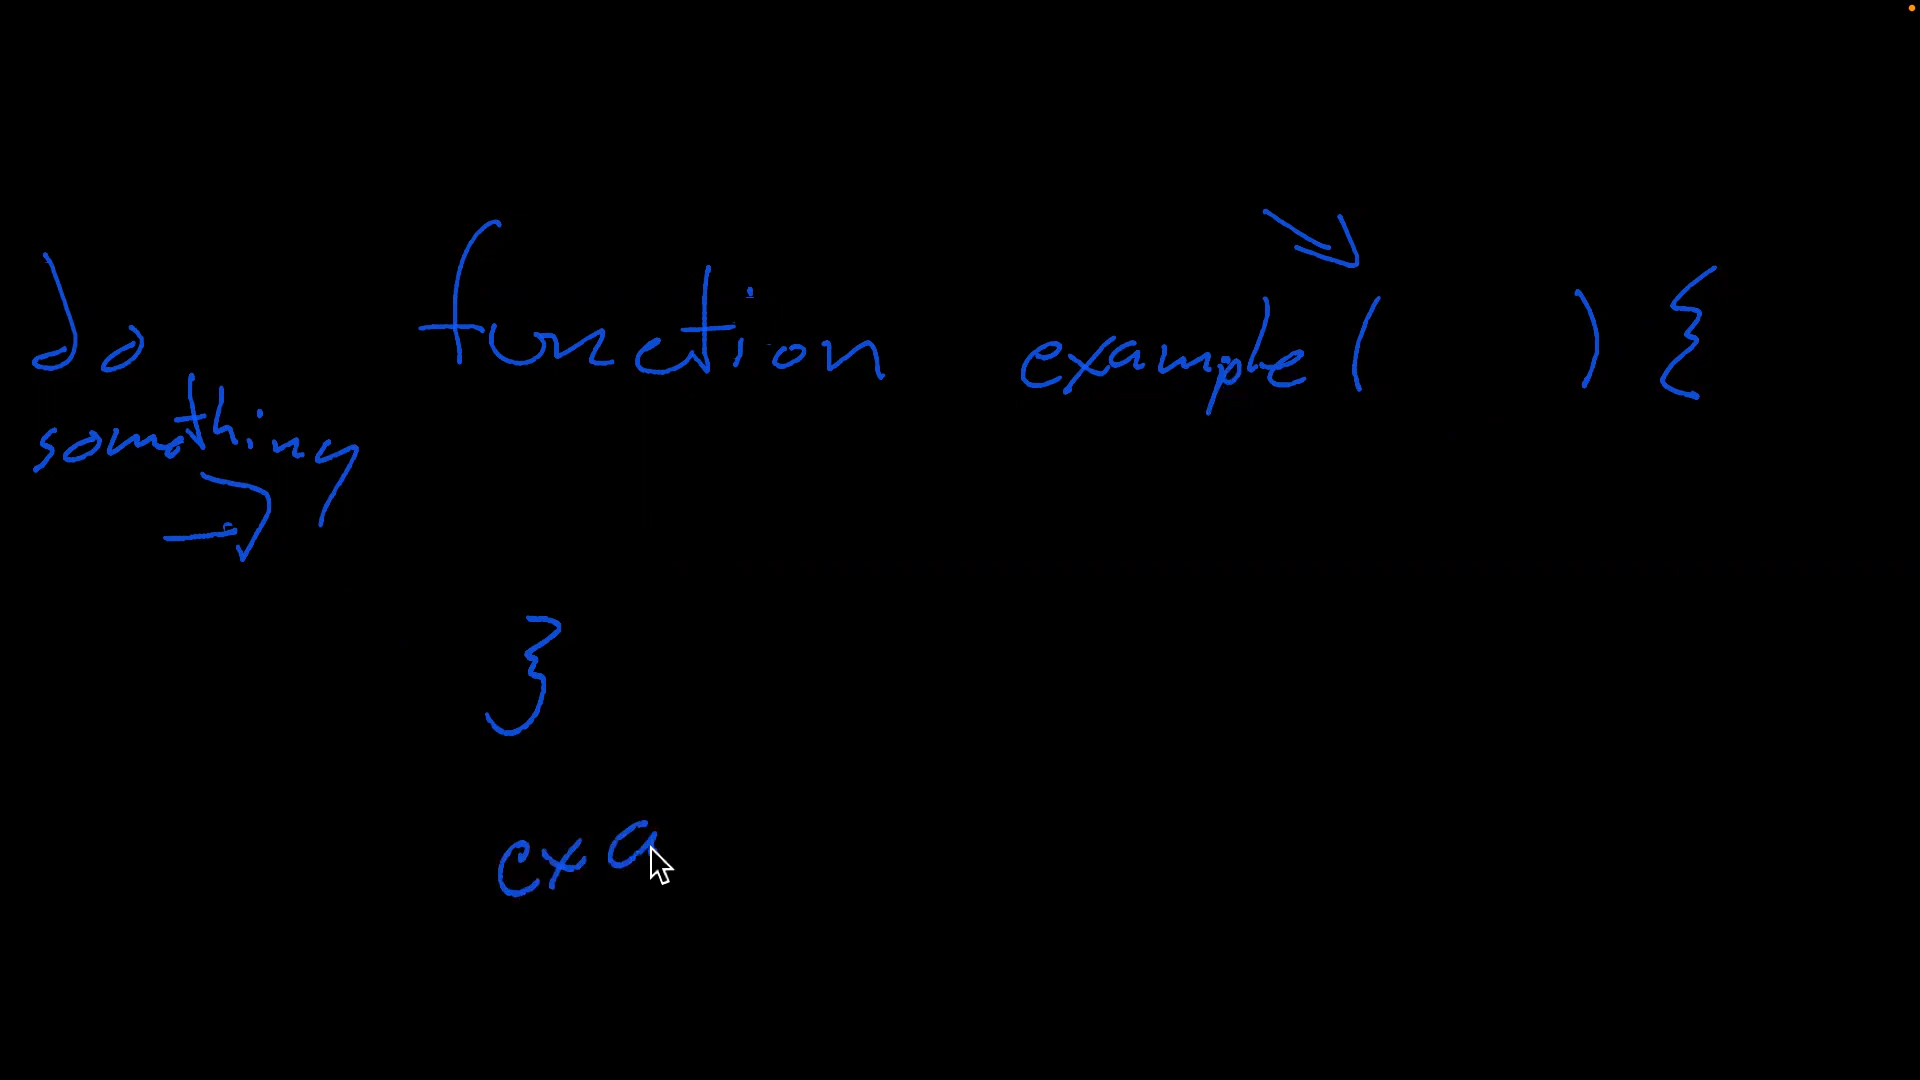 do function example( ) {
something
}
exa